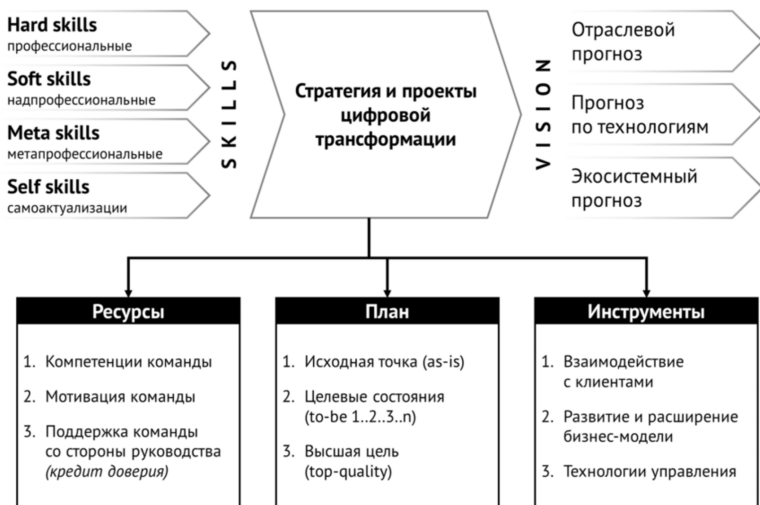 Hard skills
профессиональные
Soft skills
надпрофессиональные
Meta skills
метапрофессиональные
Self skills
самоактуализации
SKILLS
Стратегия и проекты
цифровой
трансформации
VISION
Отраслевой
прогноз
Прогноз
по технологиям
Экосистемный
прогноз
Ресурсы
1. Компетенции команды
2. Мотивация команды
3. Поддержка команды
со стороны руководства
(кредит доверия)
План
1. Исходная точка (as-is)
2. Целевые состояния
(to-be 1..2..3..n)
3. Высшая цель
(top-quality)
Инструменты
1. Взаимодействие
с клиентами
2. Развитие и расширение
бизнес-модели
3. Технологии управления